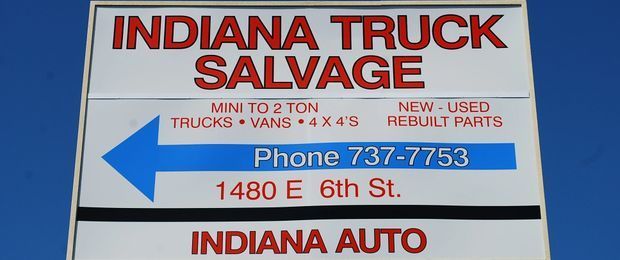 INDIANA TRUCK
SALVAGE
MINI TO 2 TON
TRUCKS • VANS • 4 X 4'S
NEW - USED
REBUILT PARTS
Phone 737-7753
1480 E 6th St.
INDIANA AUTO